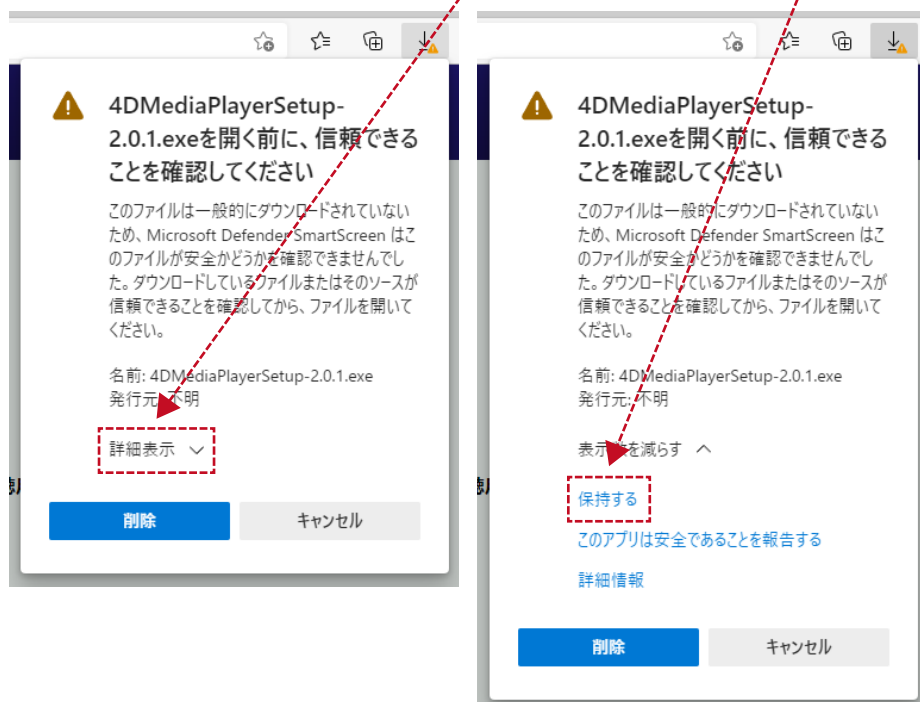 4DMediaPlayerSetup-
2.0.1.exeを開く前に、信頼できる
ことを確認してください
このファイルは一般的にダウンロードされていない
ため、Microsoft Defender SmartScreen はこ
のファイルが安全かどうかを確認できませんでし
た。ダウンロードしているファイルまたはそのソースが
信頼できることを確認してから、ファイルを開いて
ください。
名前: 4DMediaPlayerSetup-2.0.1.exe
発行元: 不明
詳細表示
削除
キャンセル
4DMediaPlayerSetup-
2.0.1.exeを開く前に、信頼できる
ことを確認してください
このファイルは一般的にダウンロードされていない
ため、Microsoft Defender SmartScreen はこ
のファイルが安全かどうかを確認できませんでし
た。ダウンロードしているファイルまたはそのソースが
信頼できることを確認してから、ファイルを開いて
ください。
名前: 4DMediaPlayerSetup-2.0.1.exe
発行元: 不明
表示数を減らす
保持する
このアプリは安全であることを報告する
詳細情報
削除
キャンセル